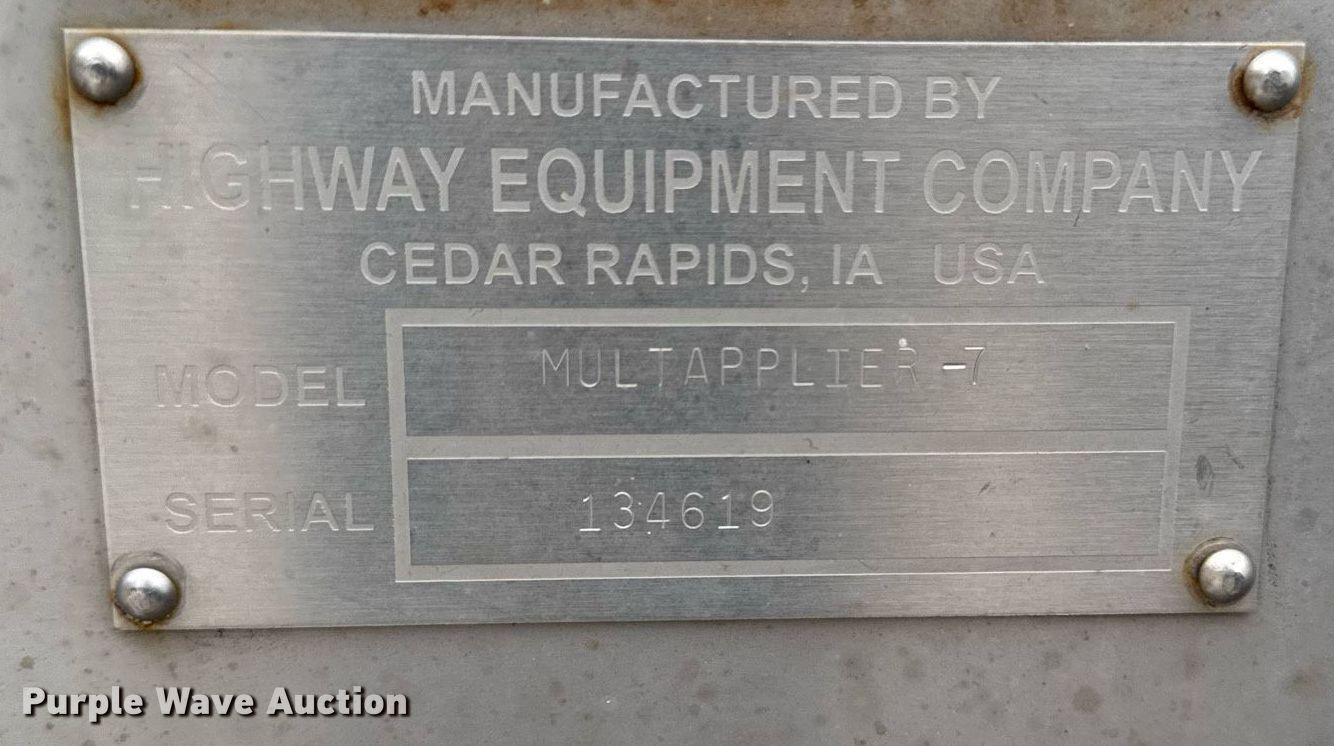 MANUFACTURED BY
HIGHWAY EQUIPMENT COMPANY
CEDAR RAPIDS, IA USA
MODEL MULTAPPLIER-7
SERIAL 134619
Purple Wave Auction